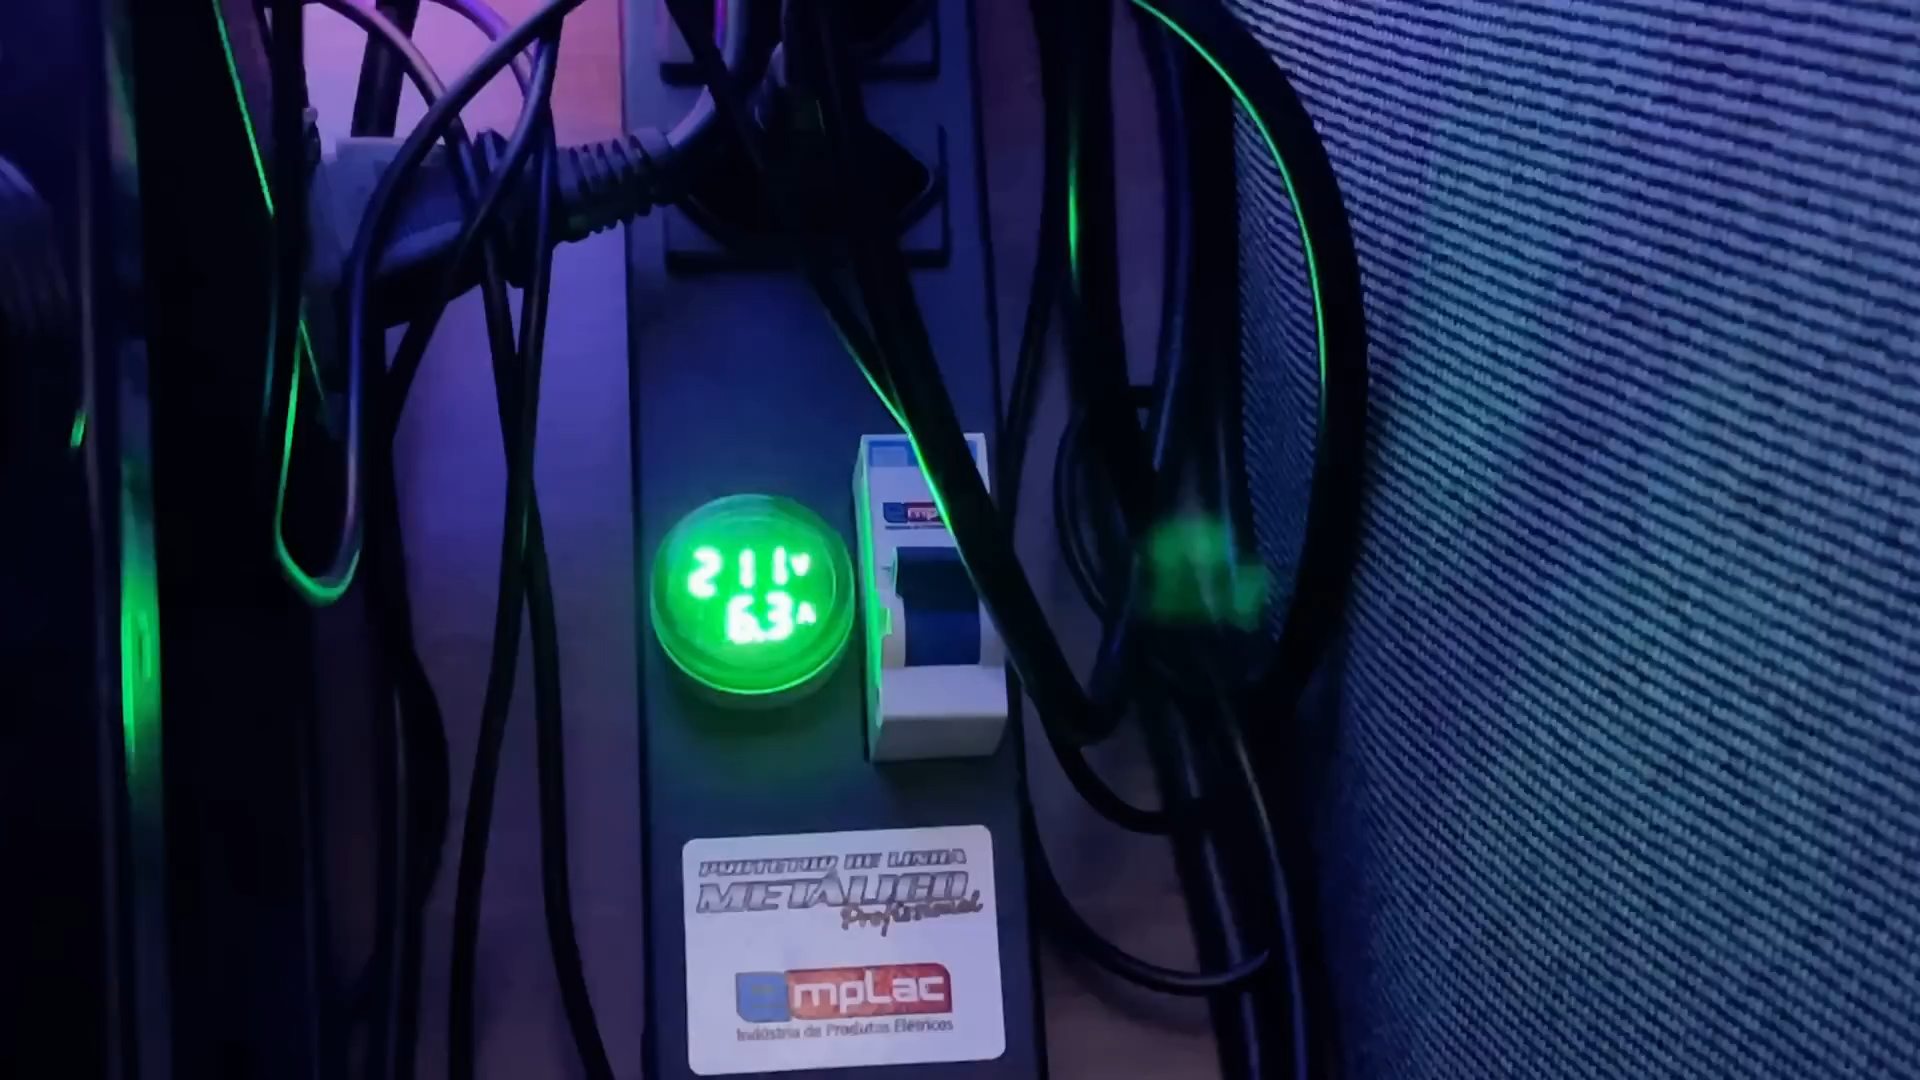 211V
6.3A
PROTETOR DE LINHA
METÁLICO
Profissional
emplac
Indústria de Produtos Elétricos